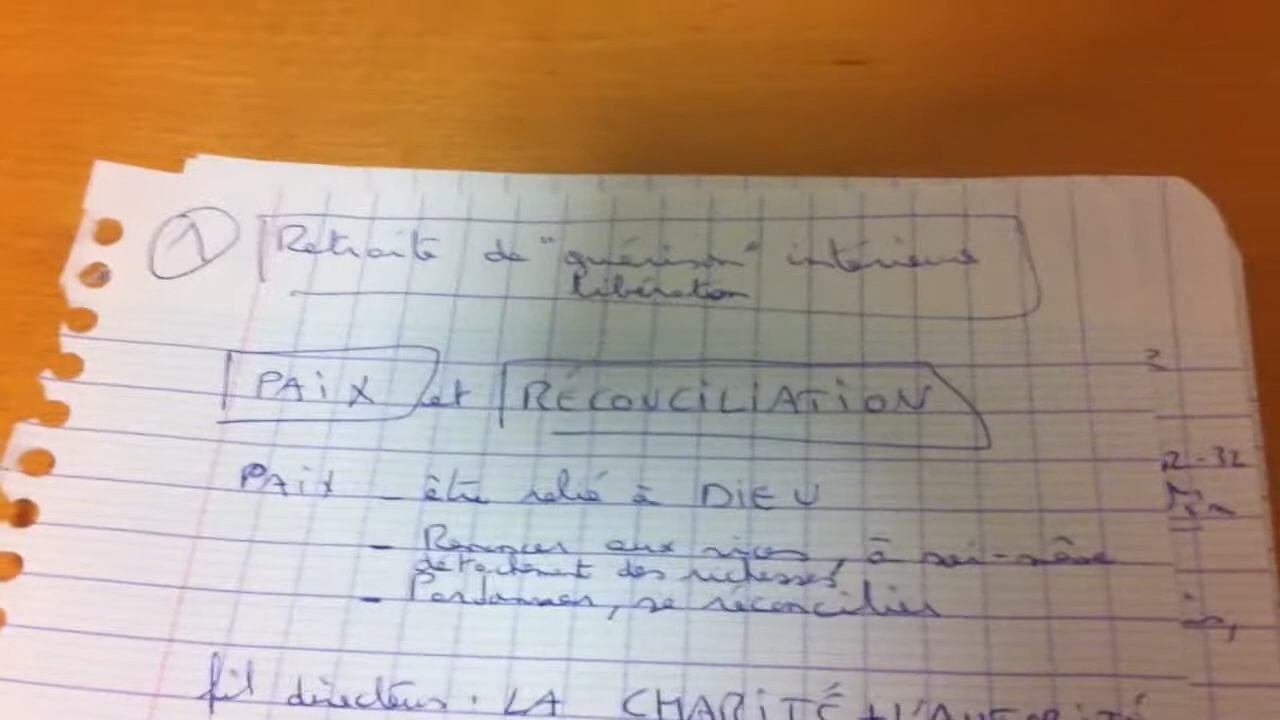 1 Retraite de "guérison" intérieure
libération
PAiX et RÉCONCILIATiON
PAiX - être relié à DIEU
- Renoncer aux vices, à soi-même
détachement des richesses,
- Pardonner, se réconcilier
fil directeur : LA CHARiTÉ